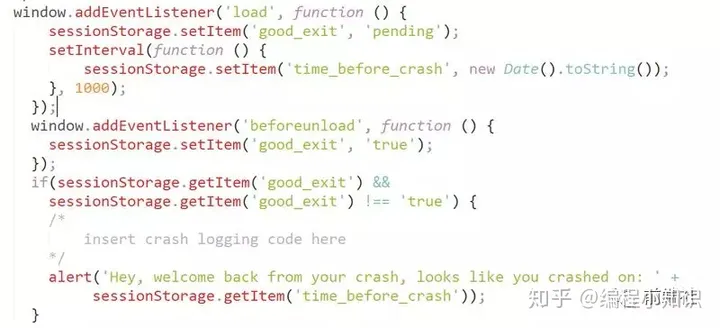 window.addEventListener('load', function () {
    sessionStorage.setItem('good_exit', 'pending');
    setInterval(function () {
        sessionStorage.setItem('time_before_crash', new Date().toString());
    }, 1000);
});
window.addEventListener('beforeunload', function () {
    sessionStorage.setItem('good_exit', 'true');
});
if(sessionStorage.getItem('good_exit') &&
    sessionStorage.getItem('good_exit') !== 'true') {
    /*
        insert crash logging code here
    */
    alert('Hey, welcome back from your crash, looks like you crashed on: ' +
        sessionStorage.getItem('time_before_crash'));
}
知乎 @编程小知识